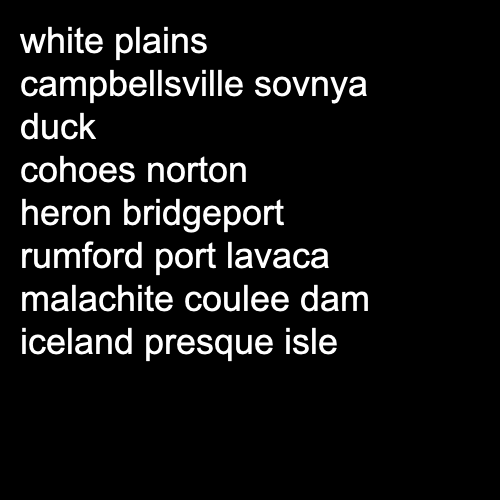 white plains
campbellsville sovnya
duck
cohoes norton
heron bridgeport
rumford port lavaca
malachite coulee dam
iceland presque isle